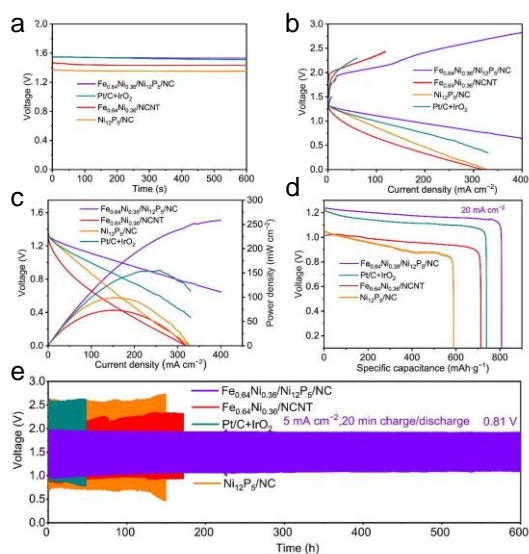 a
Voltage (V)
2.4
1.8
1.2
0.6
0.0
Fe0.64Ni0.36/Ni12P5/NC
Pt/C+IrO2
Fe0.64Ni0.36/NCNT
Ni12P5/NC
0 100 200 300 400 500 600
Time (s)
b
Voltage (V)
3.0
2.5
2.0
1.5
1.0
0.5
0.0
Fe0.64Ni0.36/Ni12P5/NC
Fe0.64Ni0.36/NCNT
Ni12P5/NC
Pt/C+IrO2
0 100 200 300 400
Current density (mA cm−2)
c
Voltage (V)
1.6
1.2
0.8
0.4
0.0
Fe0.64Ni0.36/Ni12P5/NC
Fe0.64Ni0.36/NCNT
Ni12P5/NC
Pt/C+IrO2
300
250
200
150
100
50
0
Power density (mW cm−2)
0 100 200 300 400
Current density (mA cm−2)
d
Voltage (V)
1.2
0.9
0.6
0.3
20 mA·cm−2
Fe0.64Ni0.36/Ni12P5/NC
Pt/C+IrO2
Fe0.64Ni0.36/NCNT
Ni12P5/NC
0 200 400 600 800
Specific capacitance (mAh·g−1)
e
Voltage (V)
3.0
2.5
2.0
1.5
1.0
0.5
0.0
Fe0.64Ni0.36/Ni12P5/NC
Fe0.64Ni0.36/NCNT
Pt/C+IrO2
5 mA cm−2,20 min charge/discharge 0.81 V
Ni12P5/NC
0 100 200 300 400 500 600
Time (h)